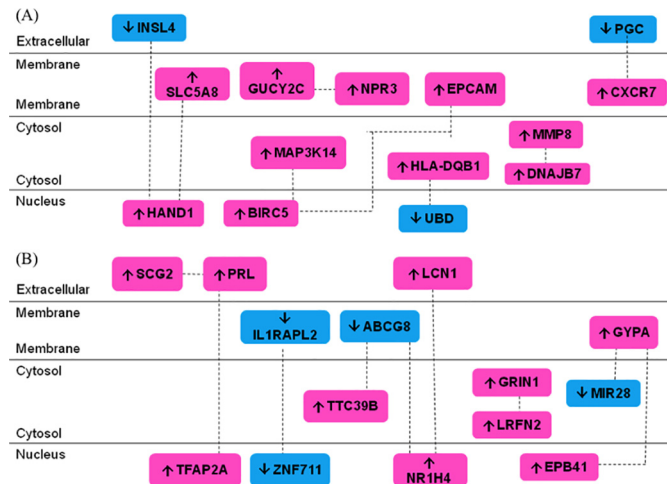 (A)
↓ INSL4
↓ PGC
Extracellular
Membrane
↑
SLC5A8
↑
GUCY2C
↑ NPR3
↑ EPCAM
↑ CXCR7
Membrane
Cytosol
↑ MMP8
↑ MAP3K14
↑ HLA-DQB1
↑ DNAJB7
Cytosol
Nucleus
↑ HAND1
↑ BIRC5
↓ UBD
(B)
↑ SCG2
↑ PRL
↑ LCN1
Extracellular
Membrane
↓
IL1RAPL2
↓ ABCG8
↑ GYPA
Membrane
Cytosol
↑ GRIN1
↓ MIR28
↑ TTC39B
↑ LRFN2
Cytosol
Nucleus
↑ TFAP2A
↓ ZNF711
↑
NR1H4
↑ EPB41